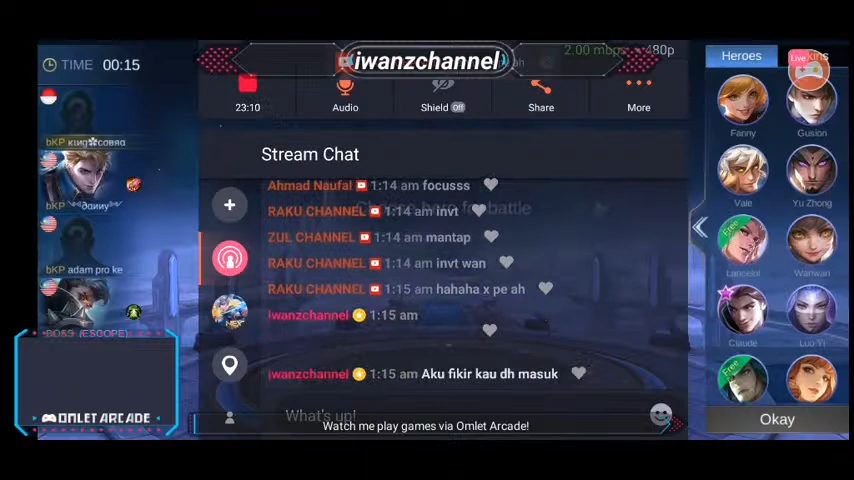 TIME 00:15
iwanzchannel
2.00 mbps
480p
23:10
Audio
Shield Off
Share
More
Live
Heroes
Stream Chat
Ahmad Naufal 1:14 am focusss
RAKU CHANNEL 1:14 am invt
ZUL CHANNEL 1:14 am mantap
RAKU CHANNEL 1:14 am invt wan
RAKU CHANNEL 1:15 am hahaha x pe ah
iwanzchannel 1:15 am
iwanzchannel 1:15 am Aku fikir kau dh masuk
What's up!
Watch me play games via Omlet Arcade!
bKP adam pro ke
BOSS (ESCOPE)
OMLET ARCADE
Fanny
Gusion
Vale
Yu Zhong
Free
Lancelot
Wanwan
Claude
Luo Yi
Free
Okay